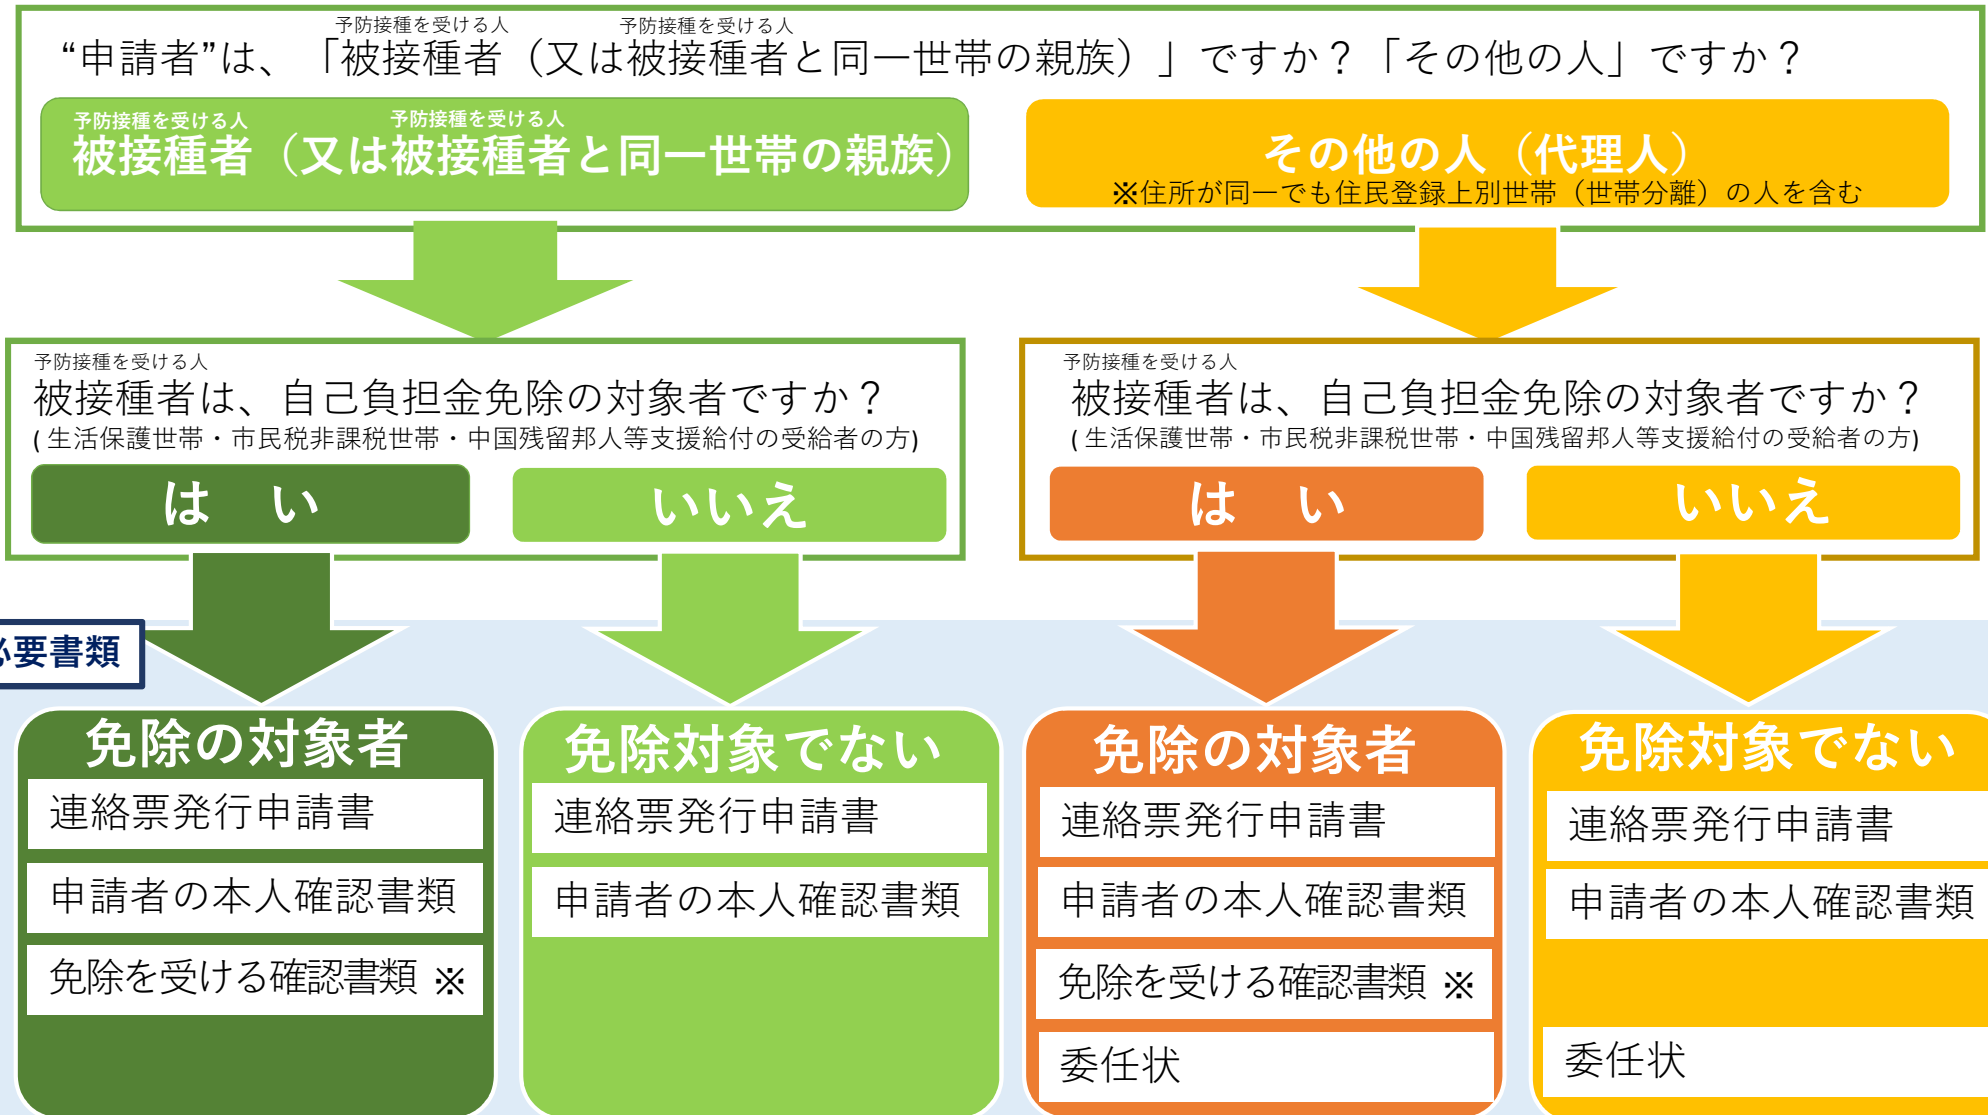 予防接種を受ける人 予防接種を受ける人
“申請者”は、「被接種者（又は被接種者と同一世帯の親族）」ですか？「その他の人」ですか？
予防接種を受ける人 予防接種を受ける人
被接種者（又は被接種者と同一世帯の親族）
その他の人（代理人）
※住所が同一でも住民登録上別世帯（世帯分離）の人を含む
予防接種を受ける人
被接種者は、自己負担金免除の対象者ですか？
(生活保護世帯・市民税非課税世帯・中国残留邦人等支援給付の受給者の方)
はい
いいえ
予防接種を受ける人
被接種者は、自己負担金免除の対象者ですか？
(生活保護世帯・市民税非課税世帯・中国残留邦人等支援給付の受給者の方)
はい
いいえ
必要書類
免除の対象者
連絡票発行申請書
申請者の本人確認書類
免除を受ける確認書類 ※
免除対象でない
連絡票発行申請書
申請者の本人確認書類
免除の対象者
連絡票発行申請書
申請者の本人確認書類
免除を受ける確認書類 ※
委任状
免除対象でない
連絡票発行申請書
申請者の本人確認書類
委任状